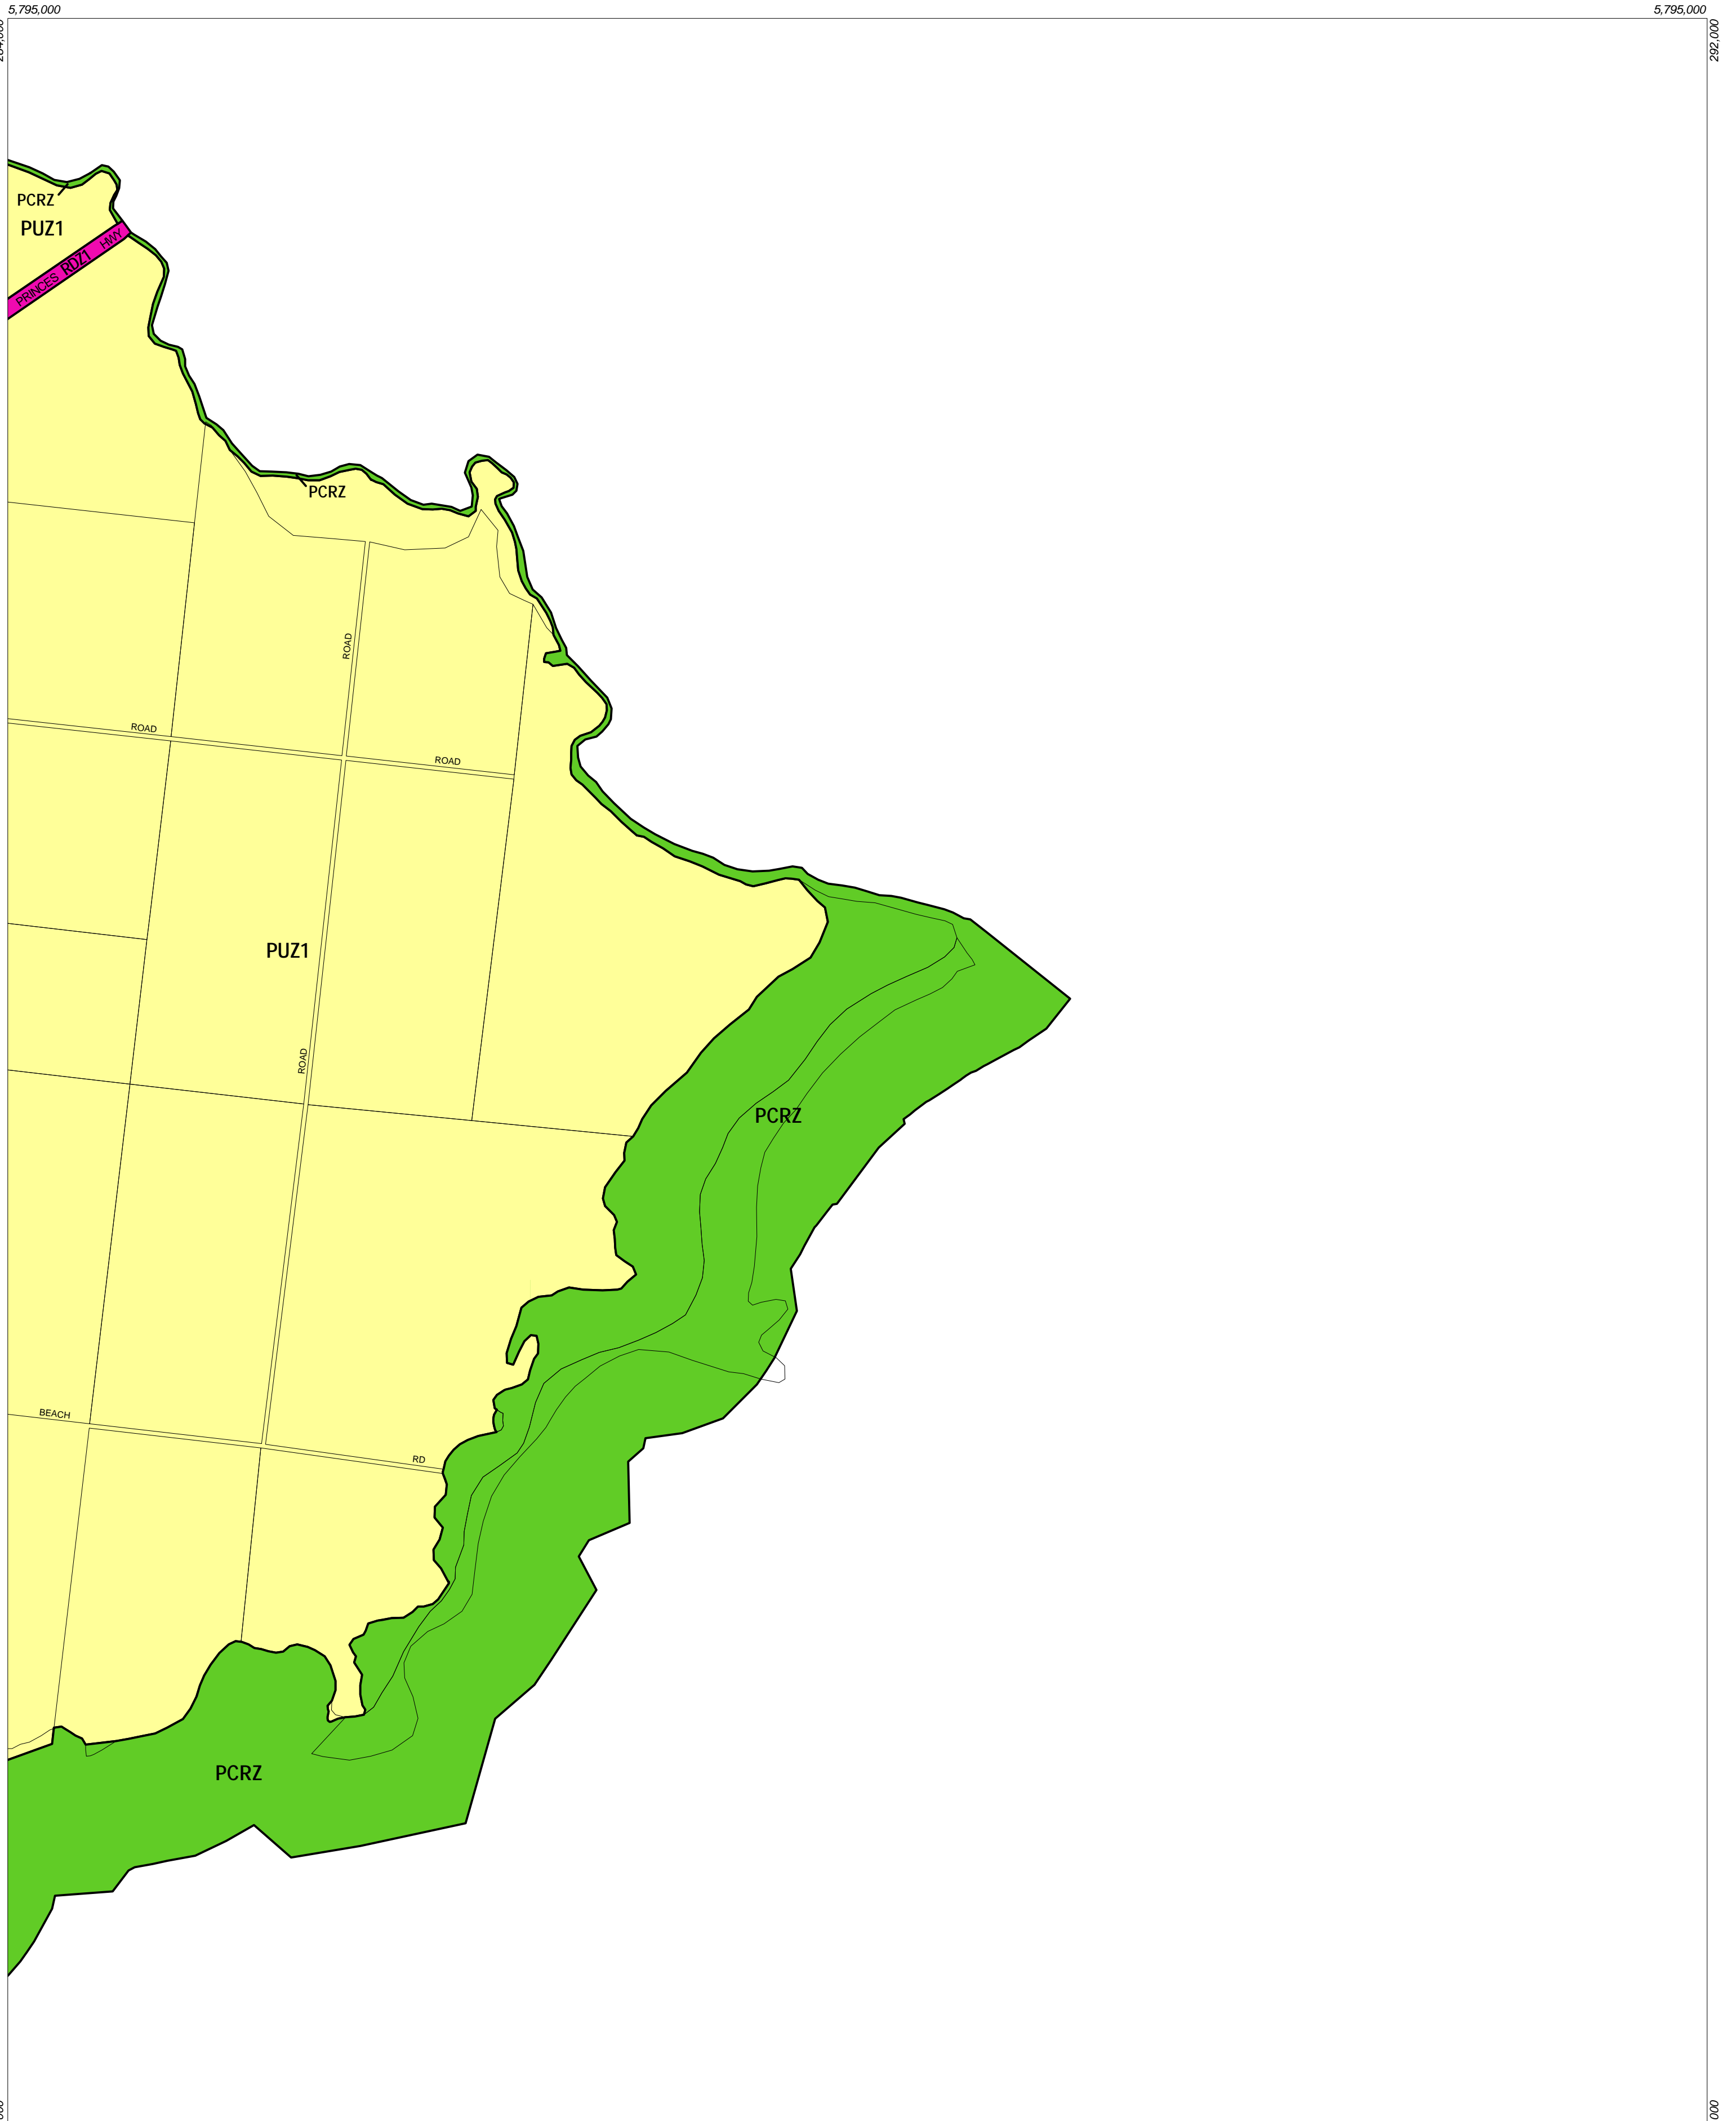 5,795,000
5,795,000
292,000
PCRZ
PUZ1
PRINCES RDZ1 HWY
PCRZ
ROAD
ROAD
ROAD
PUZ1
ROAD
PCRZ
BEACH
RD
PCRZ
000